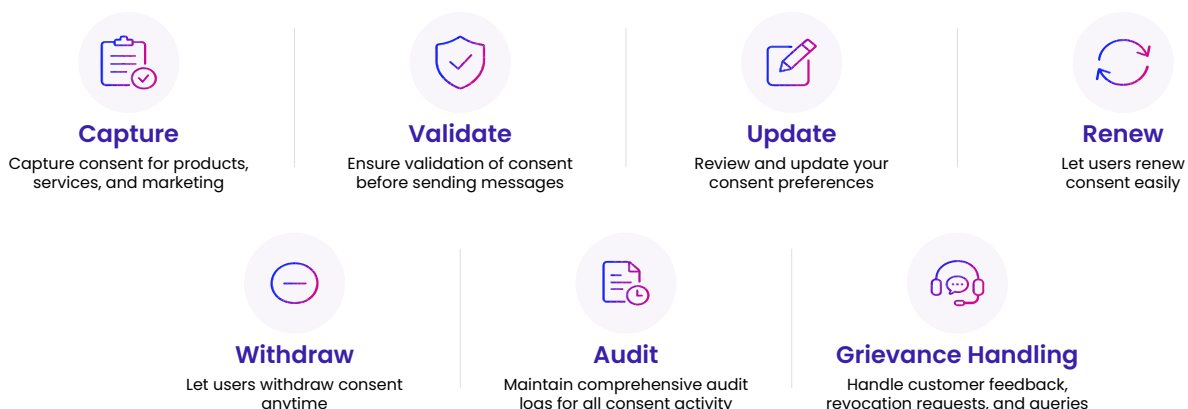 Capture
Capture consent for products,
services, and marketing
Validate
Ensure validation of consent
before sending messages
Update
Review and update your
consent preferences
Renew
Let users renew
consent easily
Withdraw
Let users withdraw consent
anytime
Audit
Maintain comprehensive audit
logs for all consent activity
Grievance Handling
Handle customer feedback,
revocation requests, and queries